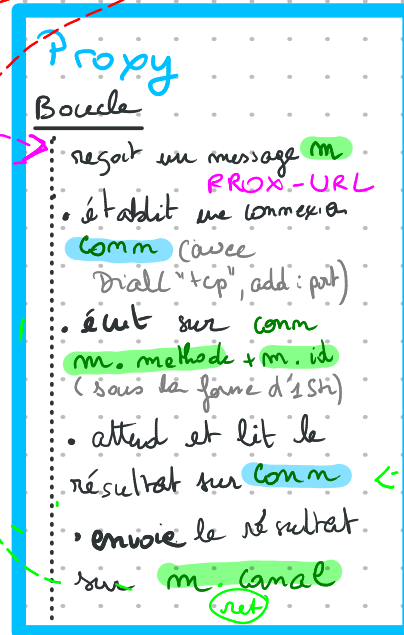 Proxy
Boucle
reçoit un message m
PROX-URL
• établit une connexion
Conn (avec
Dial("tcp", add:port)
• écrit sur conn
m.methode + m.id
(sous la forme d'1 Str)
• attend et lit le
résultat sur Conn
• envoie le résultat
sur m.canal
ret